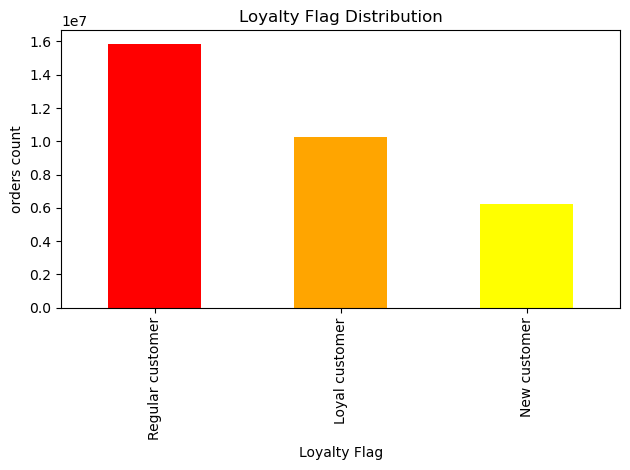 Loyalty Flag Distribution
1e7
1.6
1.4
1.2
1.0
0.8
0.6
0.4
0.2
0.0
orders count
Regular customer
Loyal customer
New customer
Loyalty Flag